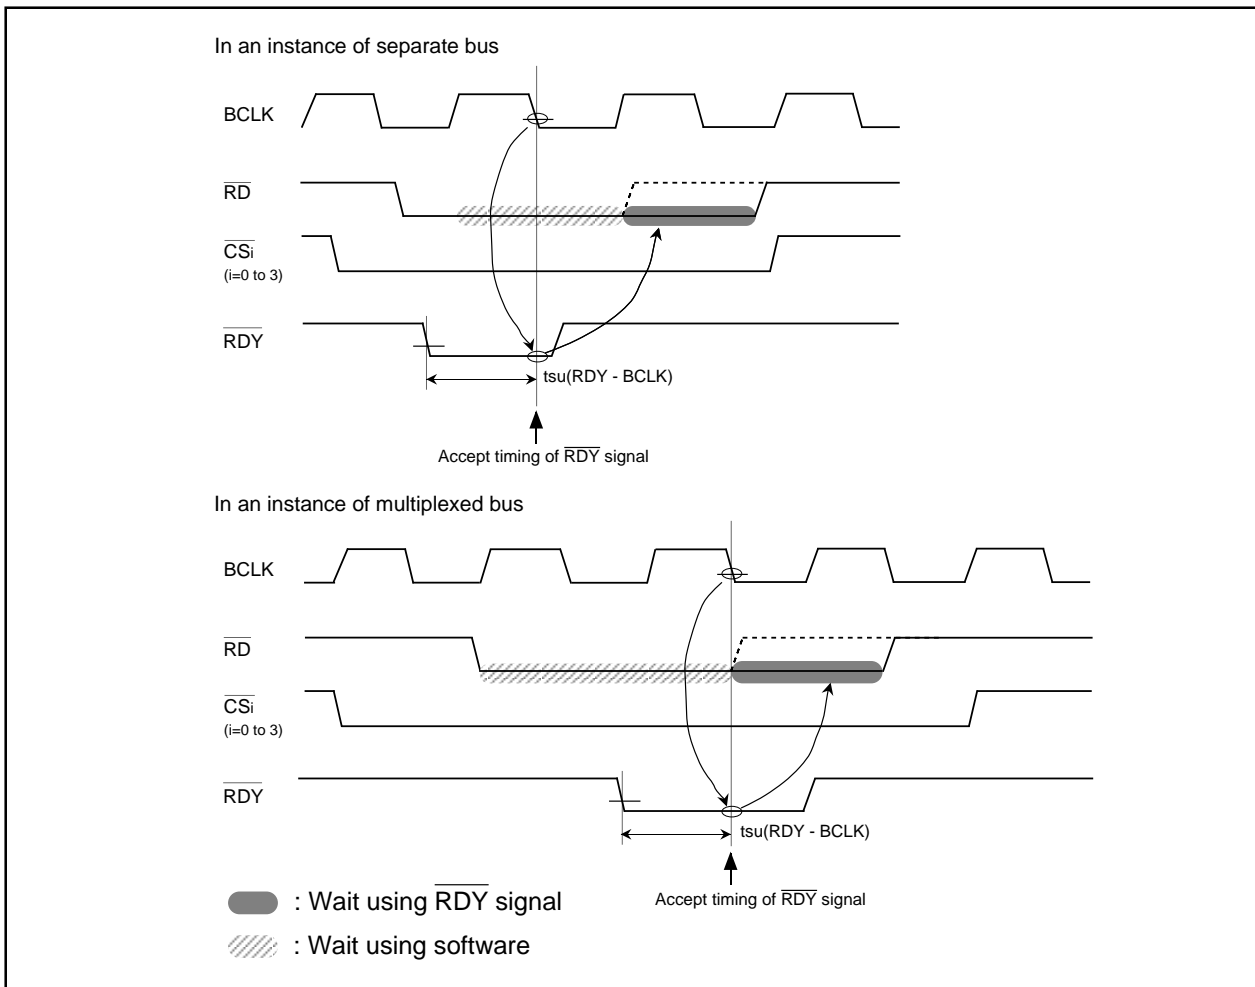 In an instance of separate bus
BCLK
RD
CSi
(i=0 to 3)
RDY
tsu(RDY - BCLK)
Accept timing of RDY signal
In an instance of multiplexed bus
BCLK
RD
CSi
(i=0 to 3)
RDY
tsu(RDY - BCLK)
Accept timing of RDY signal
: Wait using RDY signal
: Wait using software